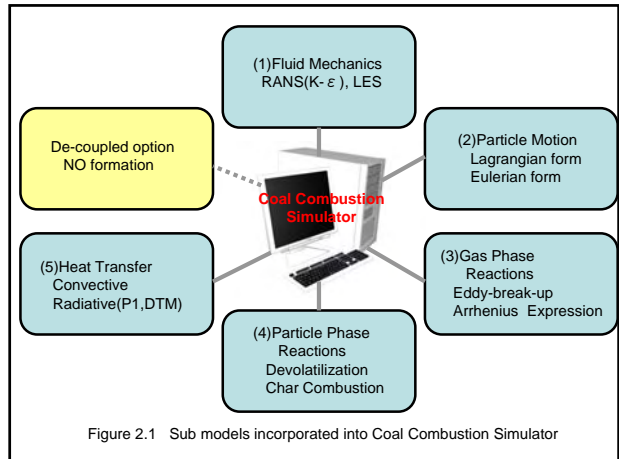 (1)Fluid Mechanics
RANS(K-ε), LES
De-coupled option
NO formation
(2)Particle Motion
Lagrangian form
Eulerian form
Coal Combustion
Simulator
(5)Heat Transfer
Convective
Radiative(P1,DTM)
(3)Gas Phase
Reactions
Eddy-break-up
Arrhenius Expression
(4)Particle Phase
Reactions
Devolatilization
Char Combustion
Figure 2.1 Sub models incorporated into Coal Combustion Simulator